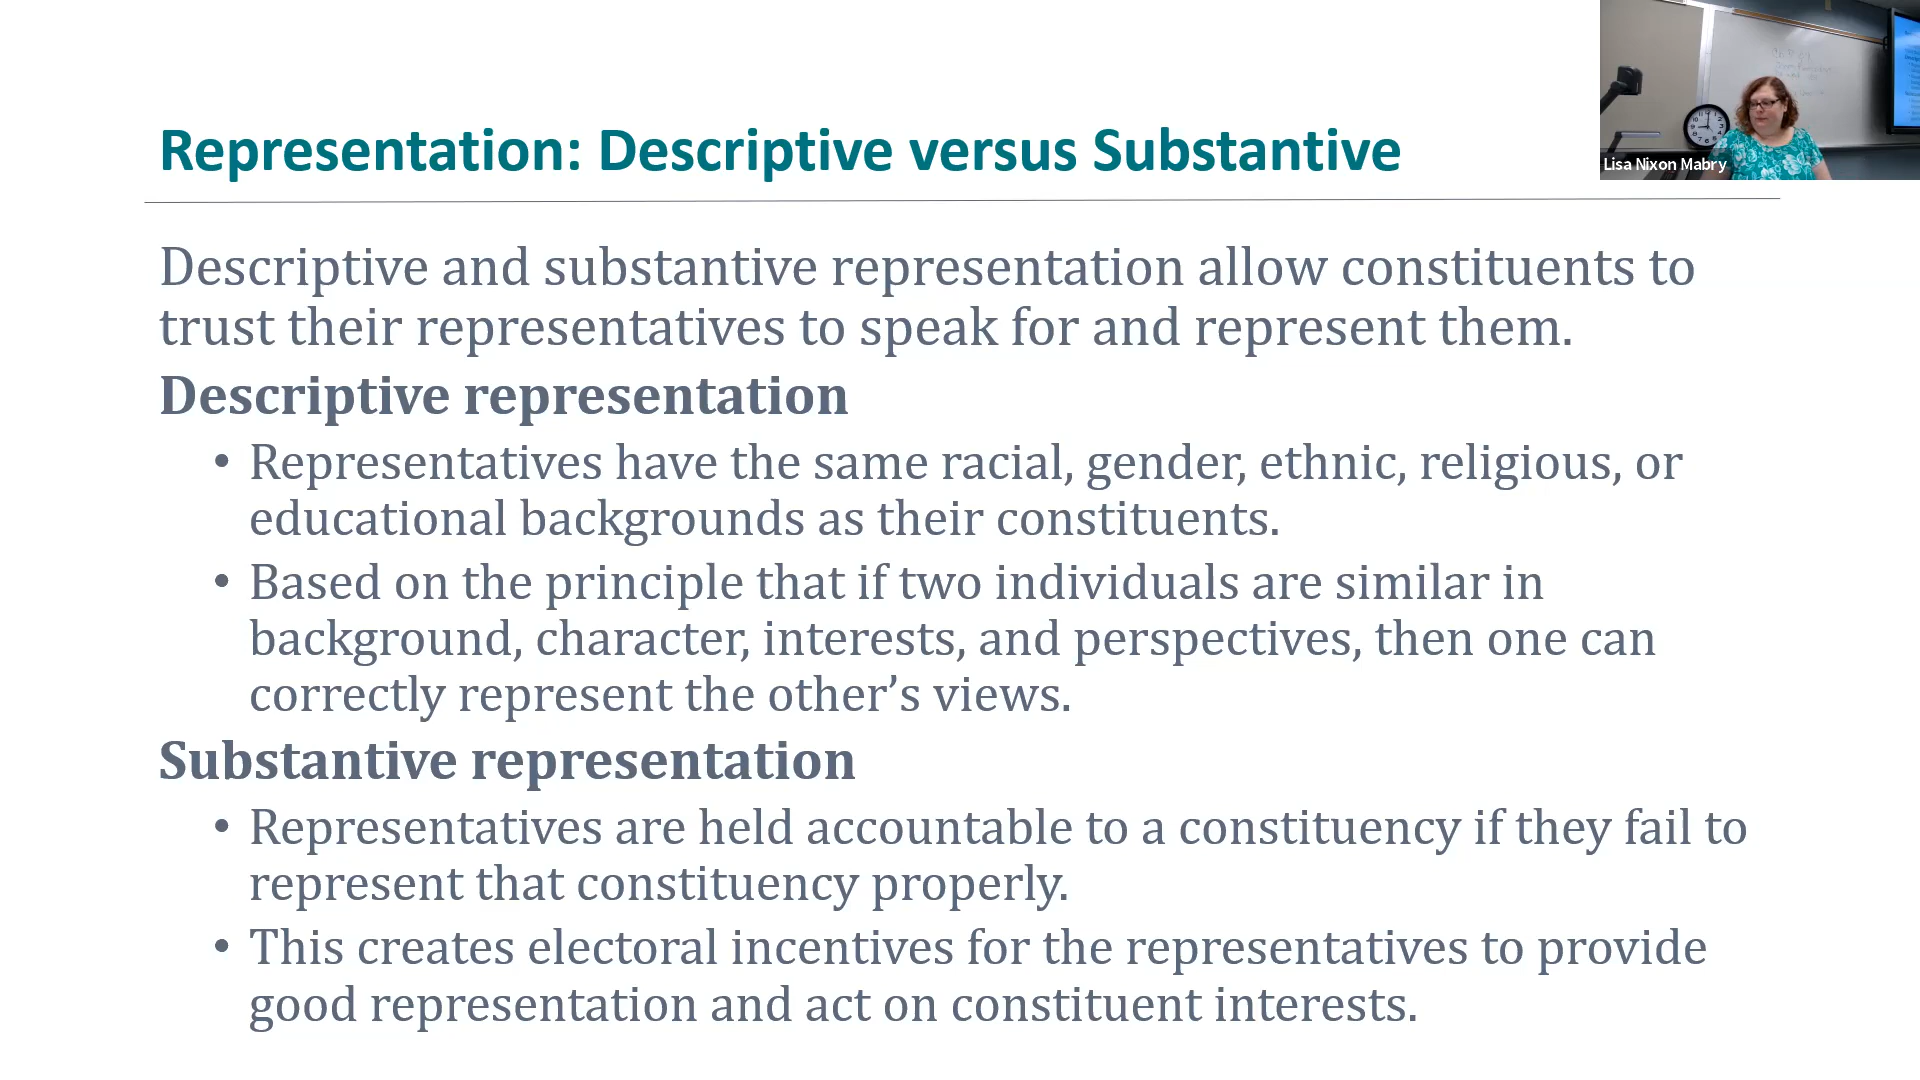 Representation: Descriptive versus Substantive
Lisa Nixon Mabry
Descriptive and substantive representation allow constituents to
trust their representatives to speak for and represent them.
Descriptive representation
• Representatives have the same racial, gender, ethnic, religious, or
educational backgrounds as their constituents.
• Based on the principle that if two individuals are similar in
background, character, interests, and perspectives, then one can
correctly represent the other’s views.
Substantive representation
• Representatives are held accountable to a constituency if they fail to
represent that constituency properly.
• This creates electoral incentives for the representatives to provide
good representation and act on constituent interests.